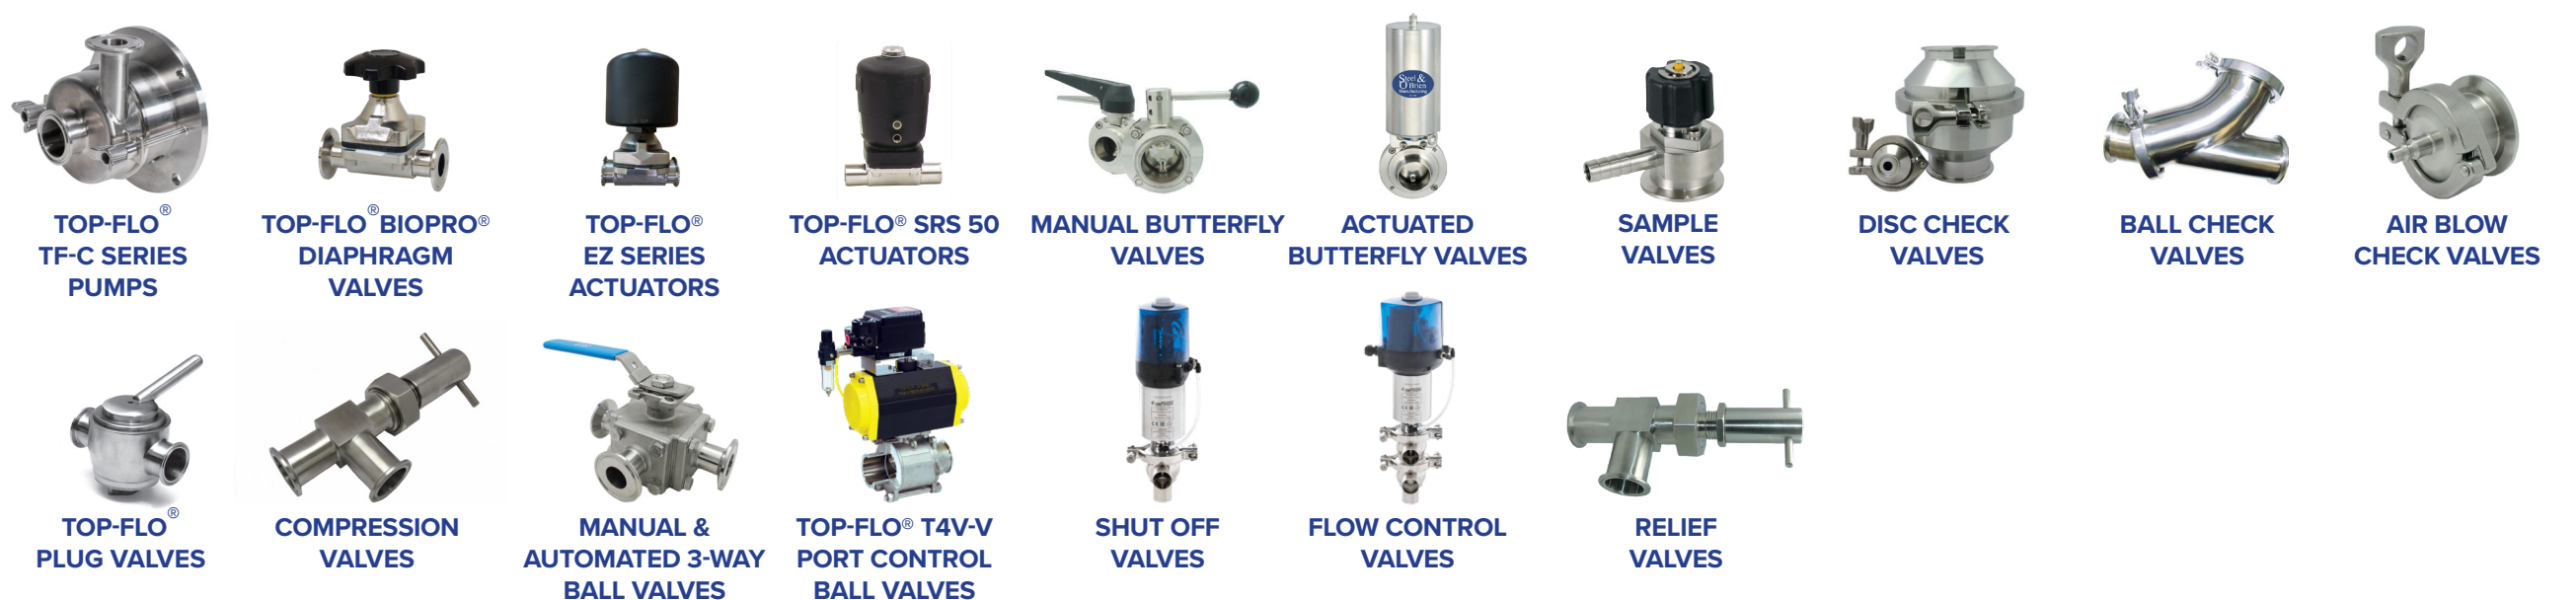 TOP-FLO®
TF-C SERIES
PUMPS
TOP-FLO® BIOPRO®
DIAPHRAGM
VALVES
TOP-FLO®
EZ SERIES
ACTUATORS
TOP-FLO® SRS 50
ACTUATORS
MANUAL BUTTERFLY
VALVES
Steel &
O'Brien
Manufacturing
ACTUATED
BUTTERFLY VALVES
SAMPLE
VALVES
DISC CHECK
VALVES
BALL CHECK
VALVES
AIR BLOW
CHECK VALVES
TOP-FLO®
PLUG VALVES
COMPRESSION
VALVES
MANUAL &
AUTOMATED 3-WAY
BALL VALVES
TOP-FLO® T4V-V
PORT CONTROL
BALL VALVES
SHUT OFF
VALVES
FLOW CONTROL
VALVES
RELIEF
VALVES